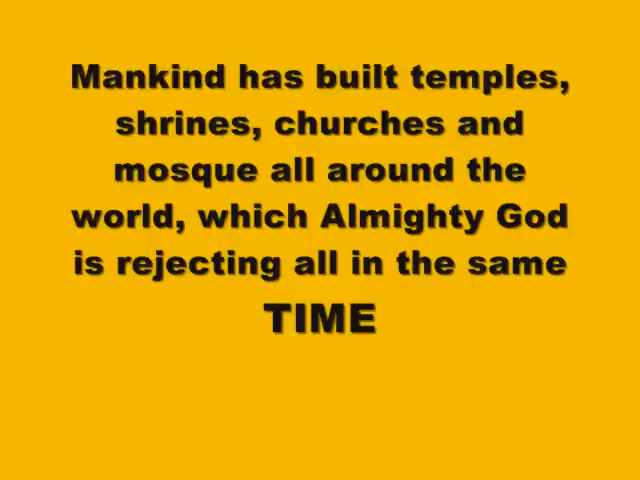 Mankind has built temples,
shrines, churches and
mosque all around the
world, which Almighty God
is rejecting all in the same
TIME